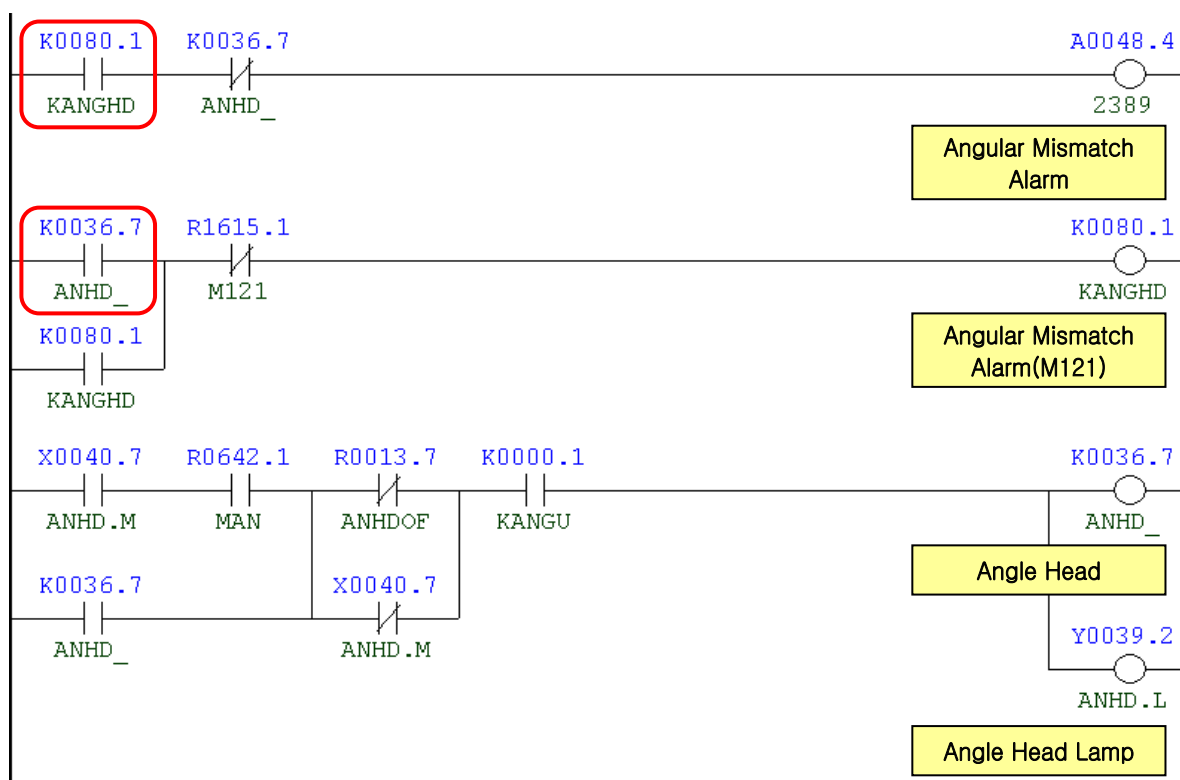 K0080.1 K0036.7 A0048.4
KANGHD ANHD_ 2389
Angular Mismatch
Alarm
K0036.7 R1615.1 K0080.1
ANHD_ M121 KANGHD
K0080.1
KANGHD
Angular Mismatch
Alarm(M121)
X0040.7 R0642.1 R0013.7 K0000.1 K0036.7
ANHD.M MAN ANHDOF KANGU ANHD_
Angle Head
K0036.7 X0040.7
ANHD_ ANHD.M
Y0039.2
ANHD.L
Angle Head Lamp